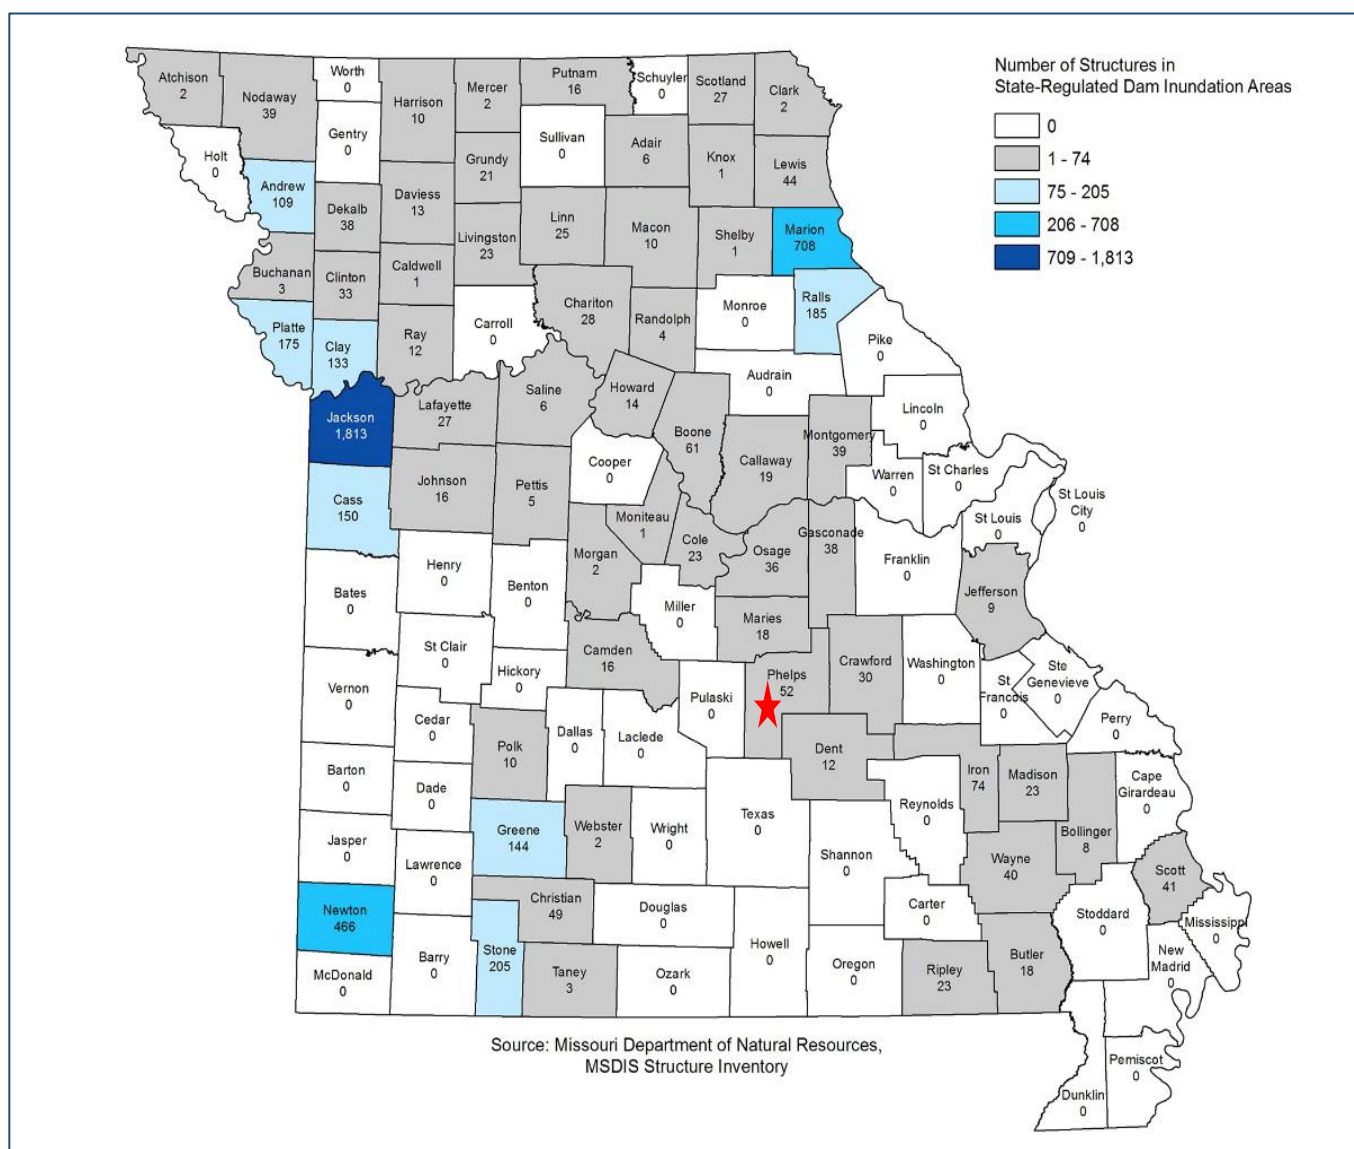 Number of Structures in
State-Regulated Dam Inundation Areas
0
1 - 74
75 - 205
206 - 708
709 - 1,813
Atchison
2
Nodaway
39
Worth
0
Gentry
0
Harrison
10
Mercer
2
Putnam
16
Schuyler
0
Scotland
27
Clark
2
Holt
0
Andrew
109
Dekalb
38
Daviess
13
Grundy
21
Sullivan
0
Adair
6
Knox
1
Lewis
44
Buchanan
3
Clinton
33
Caldwell
1
Livingston
23
Linn
25
Macon
10
Shelby
1
Marion
708
Platte
175
Clay
133
Ray
12
Carroll
0
Chariton
28
Randolph
4
Monroe
0
Ralls
185
Pike
0
Audrain
0
Jackson
1,813
Lafayette
27
Saline
6
Howard
14
Boone
61
Callaway
19
Montgomery
39
Lincoln
0
Warren
0
St Charles
0
St Louis
City
0
St Louis
0
Cass
150
Johnson
16
Pettis
5
Cooper
0
Moniteau
1
Morgan
2
Cole
23
Osage
36
Gasconade
38
Franklin
0
Jefferson
9
Bates
0
Henry
0
Benton
0
Miller
0
Maries
18
Camden
16
St Clair
0
Hickory
0
Vernon
0
Cedar
0
Polk
10
Dallas
0
Laclede
0
Pulaski
0
Phelps
52
Crawford
30
Washington
0
St
Francois
0
Ste
Genevieve
0
Perry
0
Dent
12
Iron
74
Madison
23
Cape
Girardeau
0
Bollinger
8
Barton
0
Dade
0
Greene
144
Webster
2
Wright
0
Texas
0
Reynolds
0
Shannon
0
Wayne
40
Scott
41
Jasper
0
Lawrence
0
Christian
49
Douglas
0
Howell
0
Carter
0
Stoddard
0
Mississippi
0
Newton
466
McDonald
0
Barry
0
Stone
205
Taney
3
Ozark
0
Oregon
0
Ripley
23
Butler
18
New
Madrid
0
Pemiscot
0
Dunklin
0
Source: Missouri Department of Natural Resources,
MSDIS Structure Inventory